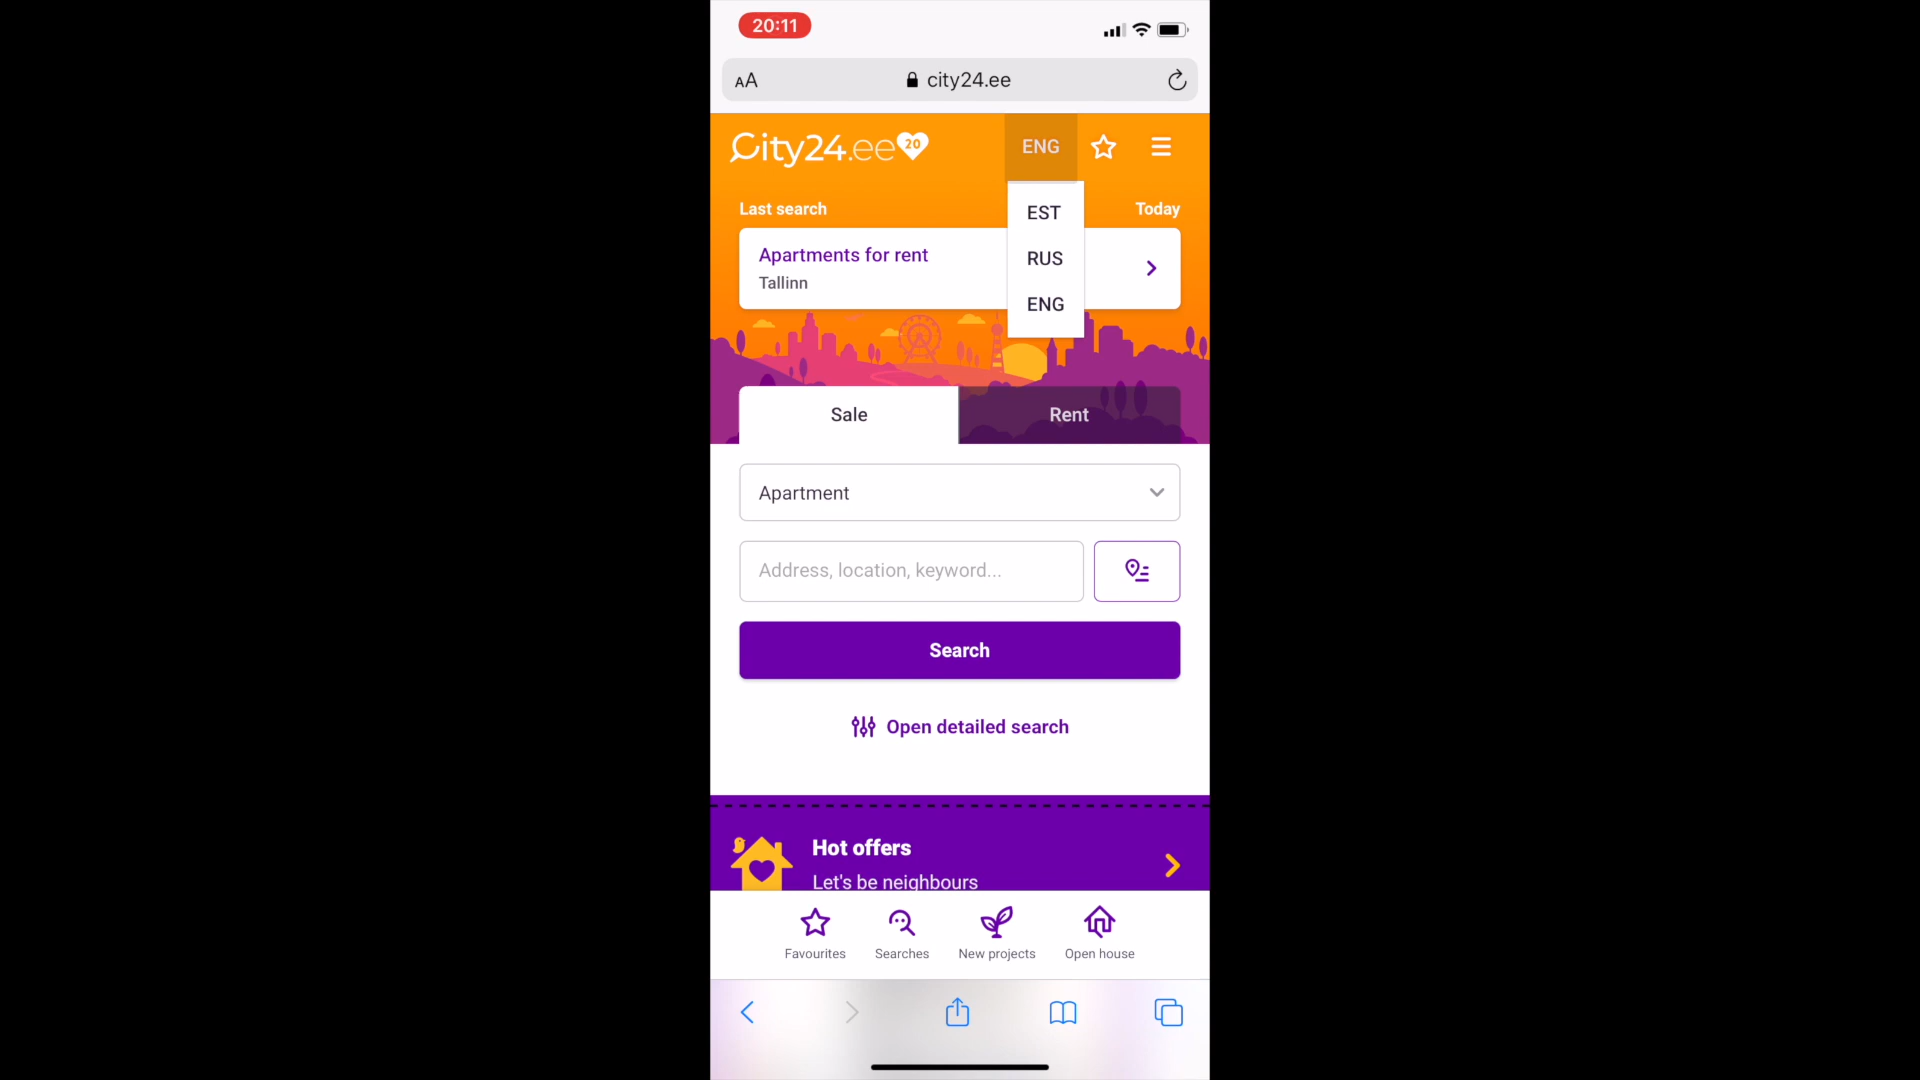 20:11
AA
city24.ee
City24.ee 20
ENG
Last search
Today
Apartments for rent
Tallinn
EST
RUS
ENG
Sale
Rent
Apartment
Address, location, keyword...
Search
Open detailed search
Hot offers
Let's be neighbours
Favourites
Searches
New projects
Open house